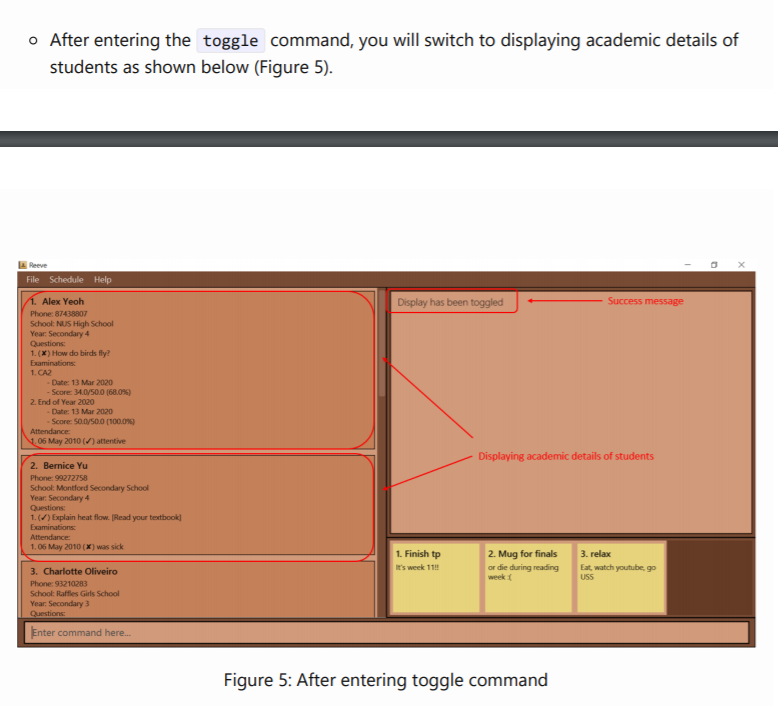 After entering the toggle command, you will switch to displaying academic details of
students as shown below (Figure 5).
Reeve
File Schedule Help
1. Alex Yeoh
Phone: 87438807
School: NUS High School
Year: Secondary 4
Questions:
1. (✘) How do birds fly?
Examinations:
1. CA2
- Date: 13 Mar 2020
- Score: 34.0/50.0 (68.0%)
2. End of Year 2020
- Date: 13 Mar 2020
- Score: 50.0/50.0 (100.0%)
Attendance:
1. 06 May 2010 (✓) attentive
2. Bernice Yu
Phone: 99272758
School: Montford Secondary School
Year: Secondary 4
Questions:
1. (✓) Explain heat flow. [Read your textbook]
Examinations:
Attendance:
1. 06 May 2010 (✘) was sick
3. Charlotte Oliveiro
Phone: 93210283
School: Raffles Girls School
Year: Secondary 3
Questions:
Display has been toggled
Success message
Displaying academic details of students
1. Finish tp
It's week 11!!
2. Mug for finals
or die during reading
week :(
3. relax
Eat, watch youtube, go
USS
Enter command here...
Figure 5: After entering toggle command